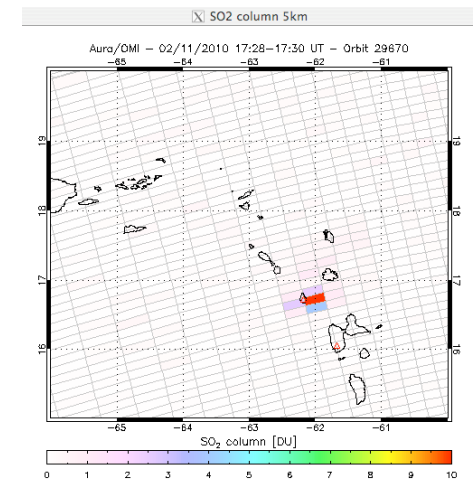 X SO2 column 5km
Aura/OMI - 02/11/2010 17:28-17:30 UT - Orbit 29670
-65 -64 -63 -62 -61
19 19
18 18
17 17
16 16
-65 -64 -63 -62 -61
SO2 column [DU]
0 1 2 3 4 5 6 7 8 9 10